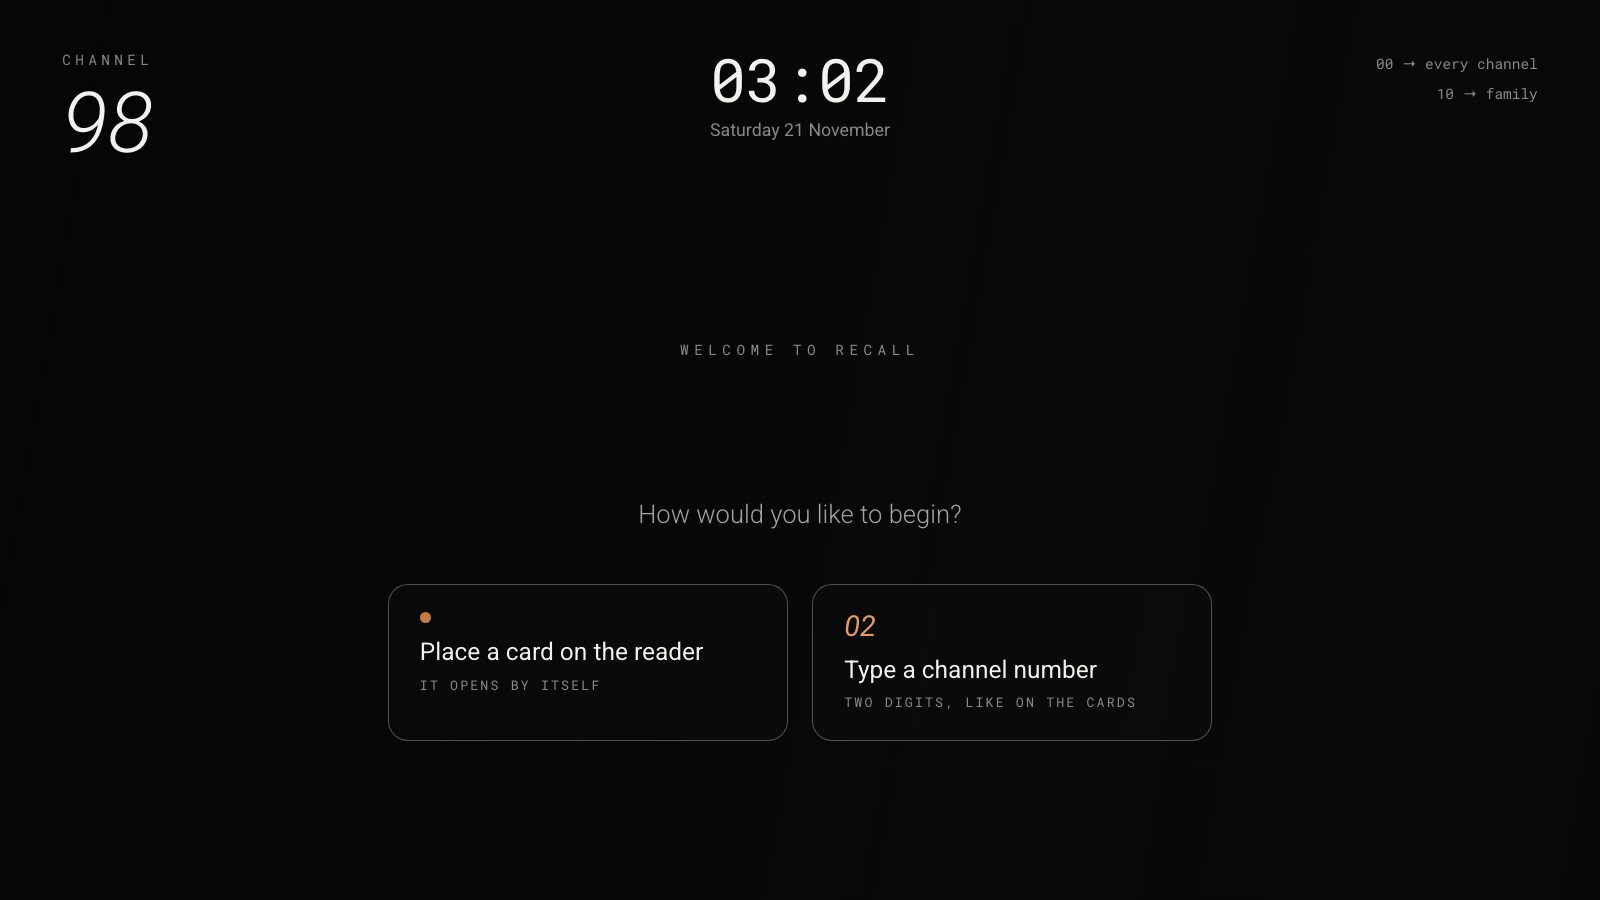 CHANNEL
98
03:02
Saturday 21 November
00 → every channel
10 → family
WELCOME TO RECALL
How would you like to begin?
Place a card on the reader
IT OPENS BY ITSELF
02
Type a channel number
TWO DIGITS, LIKE ON THE CARDS